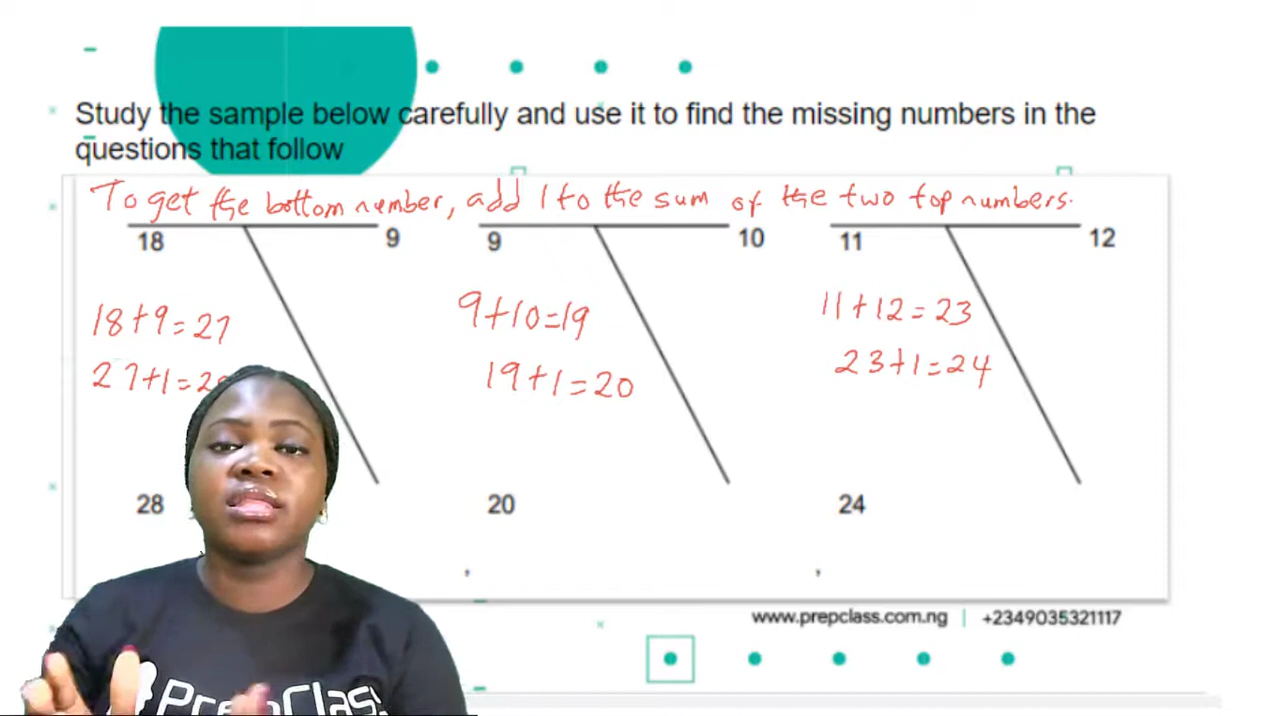 Study the sample below carefully and use it to find the missing numbers in the
questions that follow
To get the bottom number, add 1 to the sum of the two top numbers.
18 9 9 10 11 12
18+9=27 9+10=19 11+12=23
27+1= 19+1=20 23+1=24
28 20 24
, ,
www.prepclass.com.ng | +2349035321117